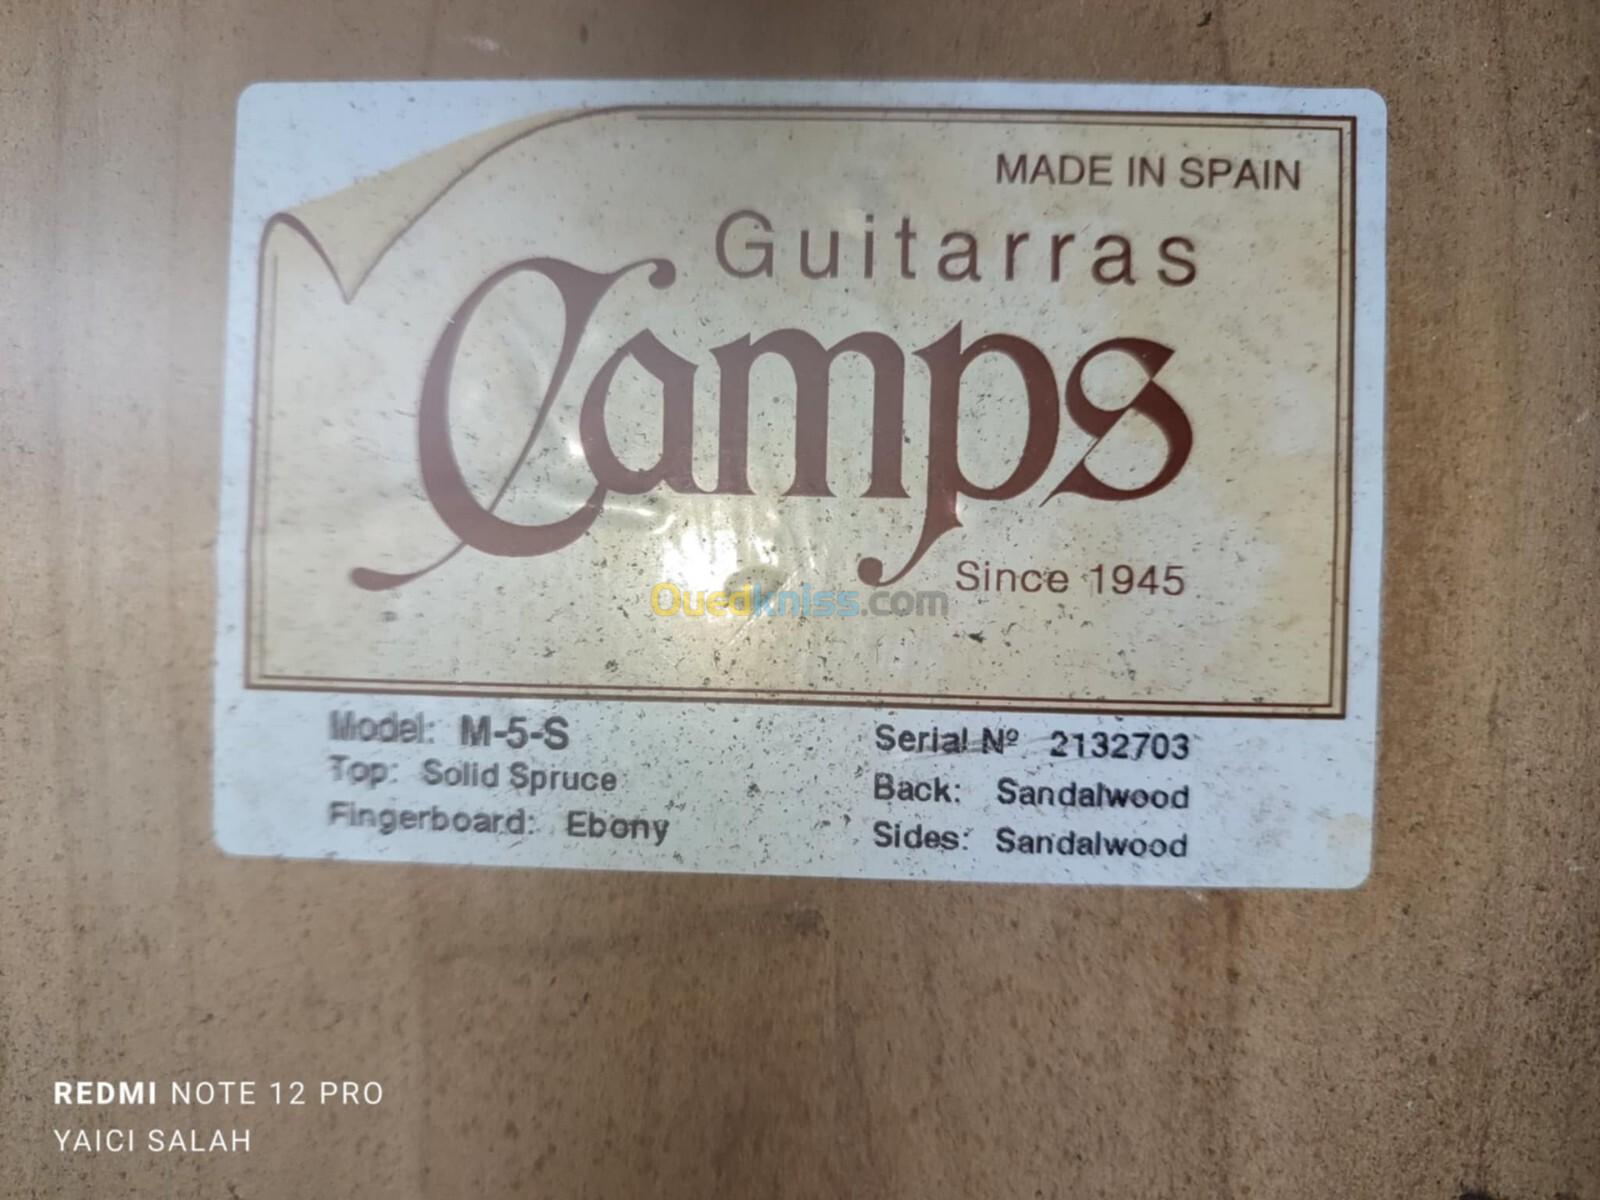 MADE IN SPAIN
Guitarras
Camps
Since 1945
Ouedkniss.com
Model: M-5-S
Top: Solid Spruce
Fingerboard: Ebony
Serial Nº 2132703
Back: Sandalwood
Sides: Sandalwood
REDMI NOTE 12 PRO
YAICI SALAH